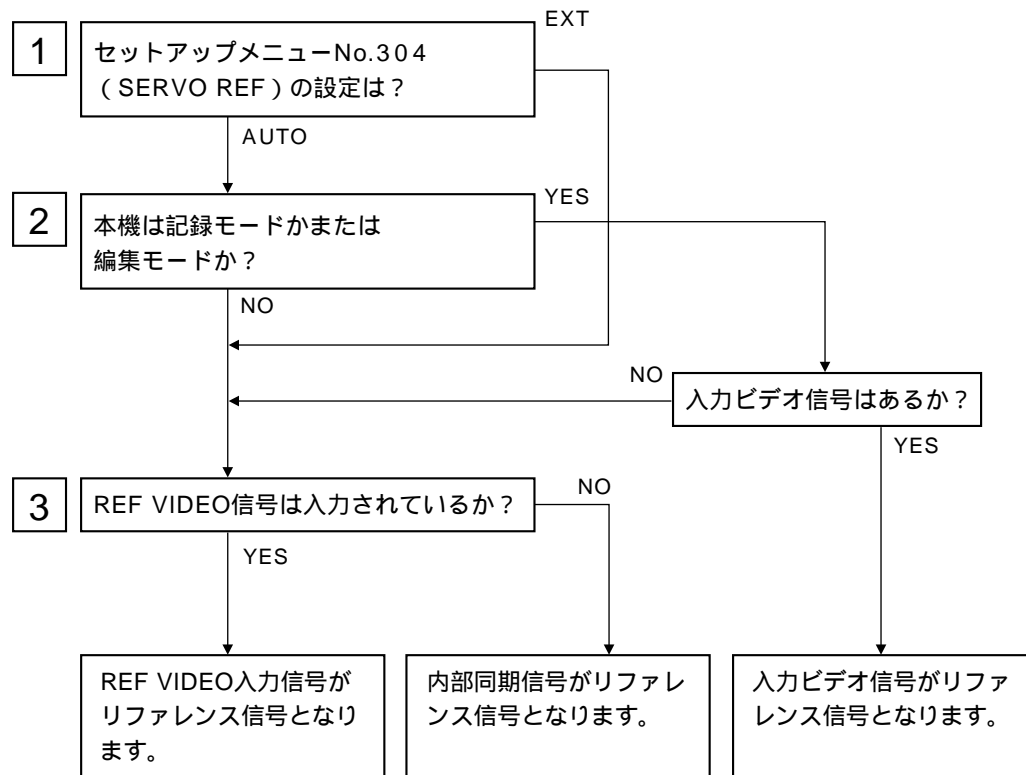 EXT
1
セットアップメニューNo.304
(SERVO REF)の設定は？
AUTO
2
本機は記録モードかまたは
編集モードか？
YES
NO
NO
入力ビデオ信号はあるか？
YES
3
REF VIDEO信号は入力されているか？
NO
YES
REF VIDEO入力信号が
リファレンス信号となり
ます。
内部同期信号がリファレ
ンス信号となります。
入力ビデオ信号がリファ
レンス信号となります。